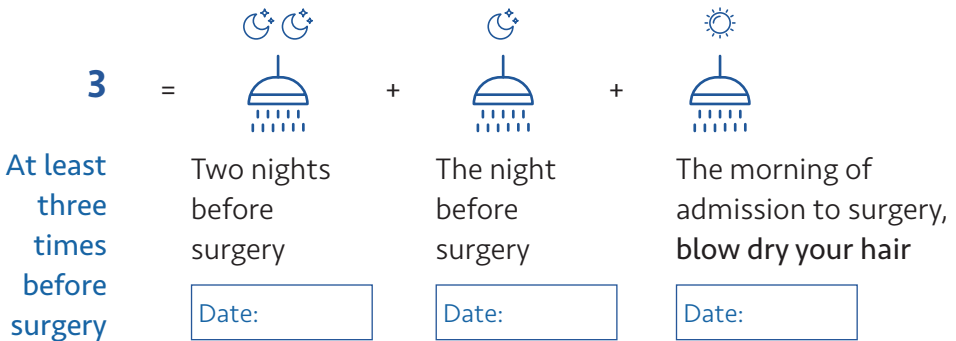 3 = + +
At least
three
times
before
surgery
Two nights
before
surgery
Date:
The night
before
surgery
Date:
The morning of
admission to surgery,
blow dry your hair
Date: